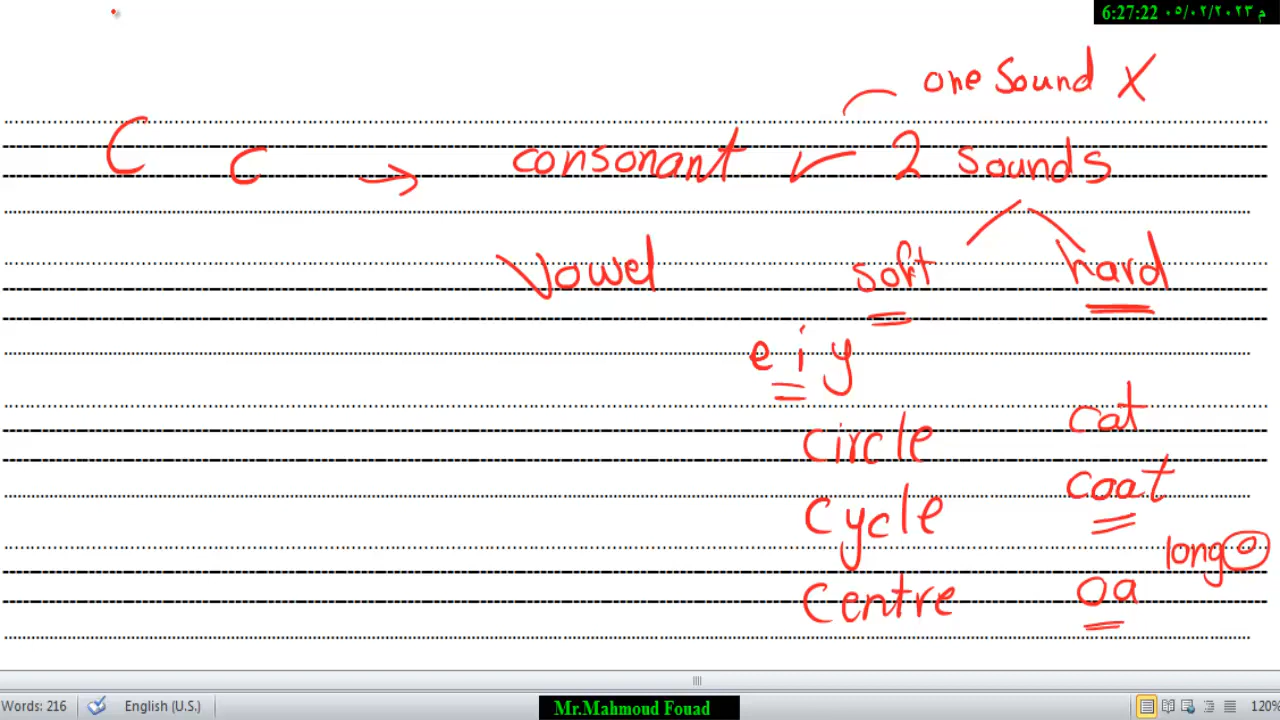 6:27:22 م ٠٥/٠٢/٢٠٢٣
one Sound X
C c → consonant ✓ 2 sounds
Vowel soft hard
e i y
cat
circle
coat
cycle
long o
centre oa
Words: 216 English (U.S.) Mr.Mahmoud Fouad 120%